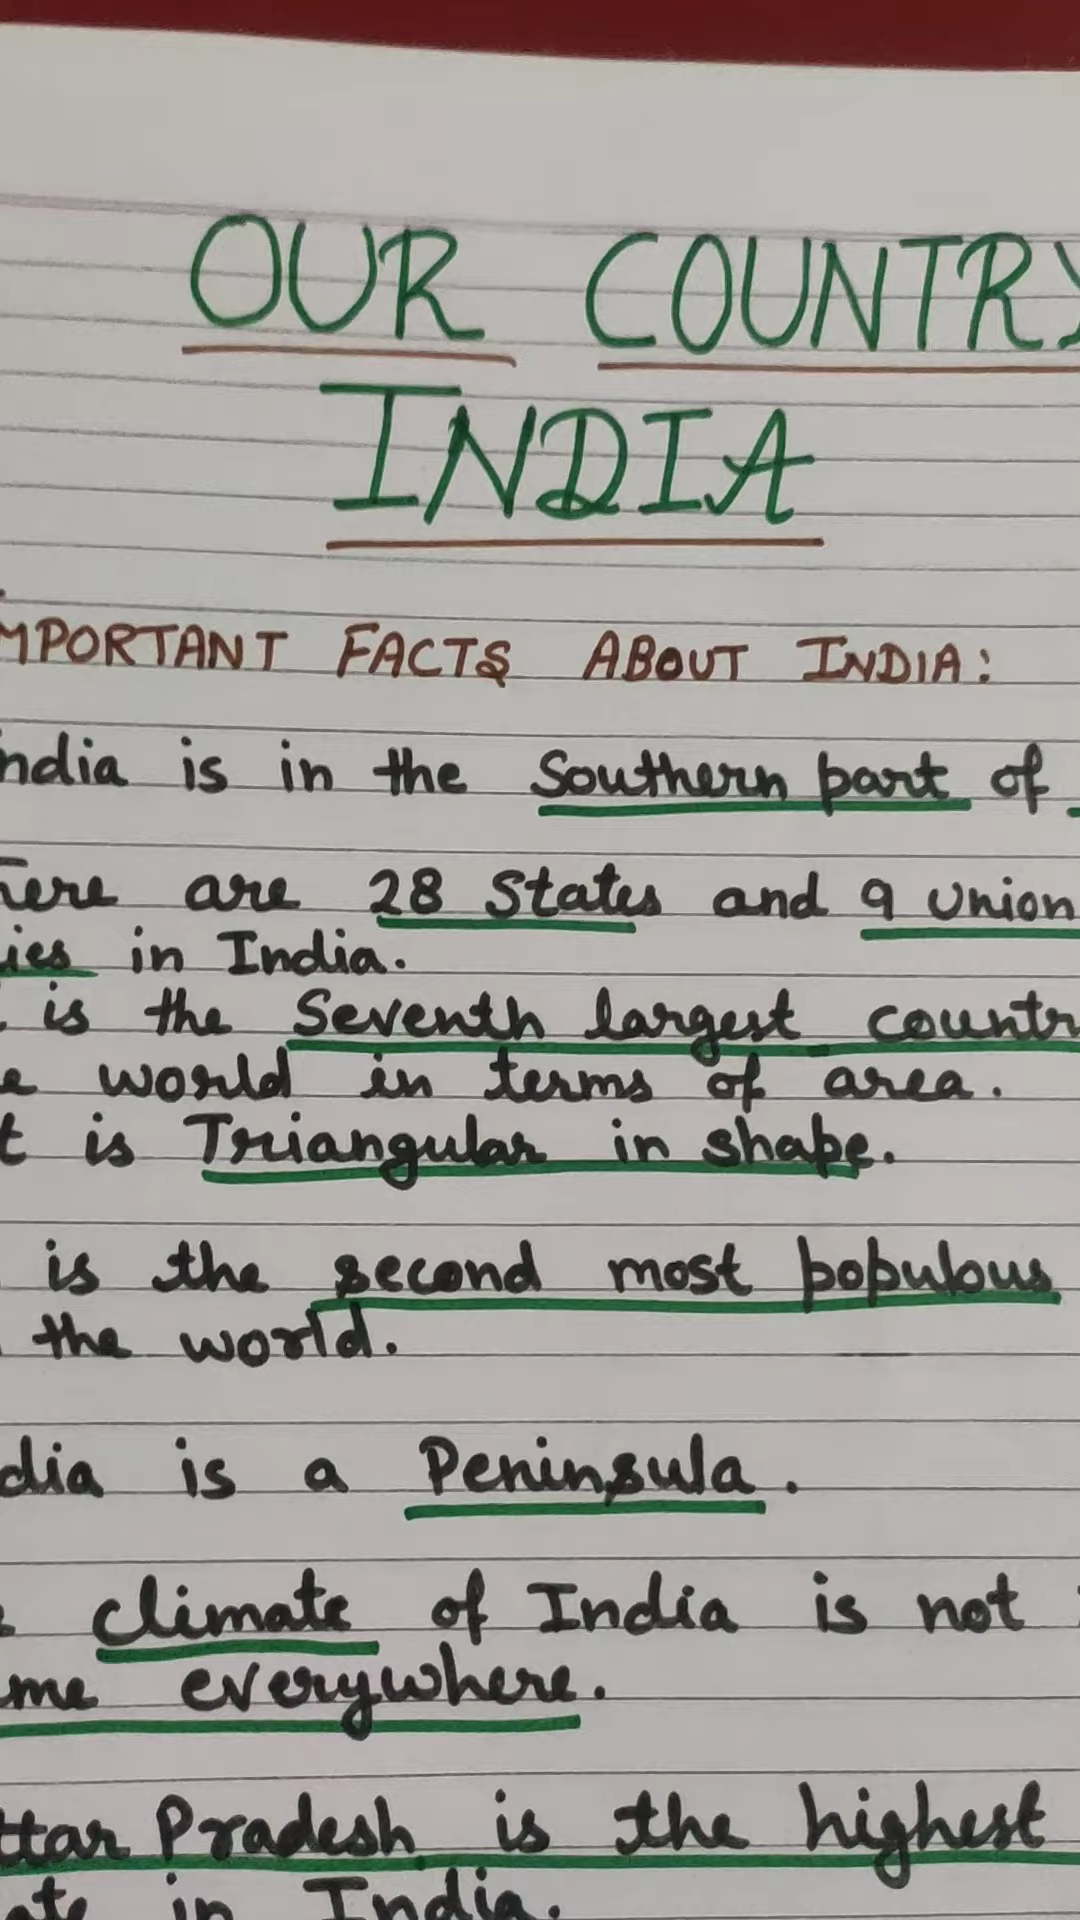 OUR COUNTRY
INDIA
MPORTANT FACTS ABOUT INDIA:
ndia is in the Southern part of
here are 28 States and 9 union
ies in India.
is the Seventh largest countr
e world in terms of area.
t is Triangular in shape.
is the second most populous
the world.
dia is a Peninsula.
climate of India is not
me everywhere.
ttar Pradesh is the highest
ate in India.